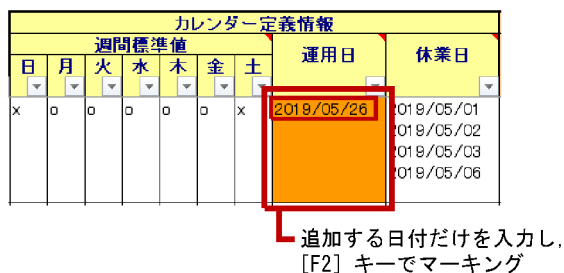 カレンダー定義情報
週間標準値 運用日 休業日
日 月 火 水 木 金 土
x o o o o o x 2019/05/26 2019/05/01
2019/05/02
2019/05/03
2019/05/06
追加する日付だけを入力し,
[F2] キーでマーキング